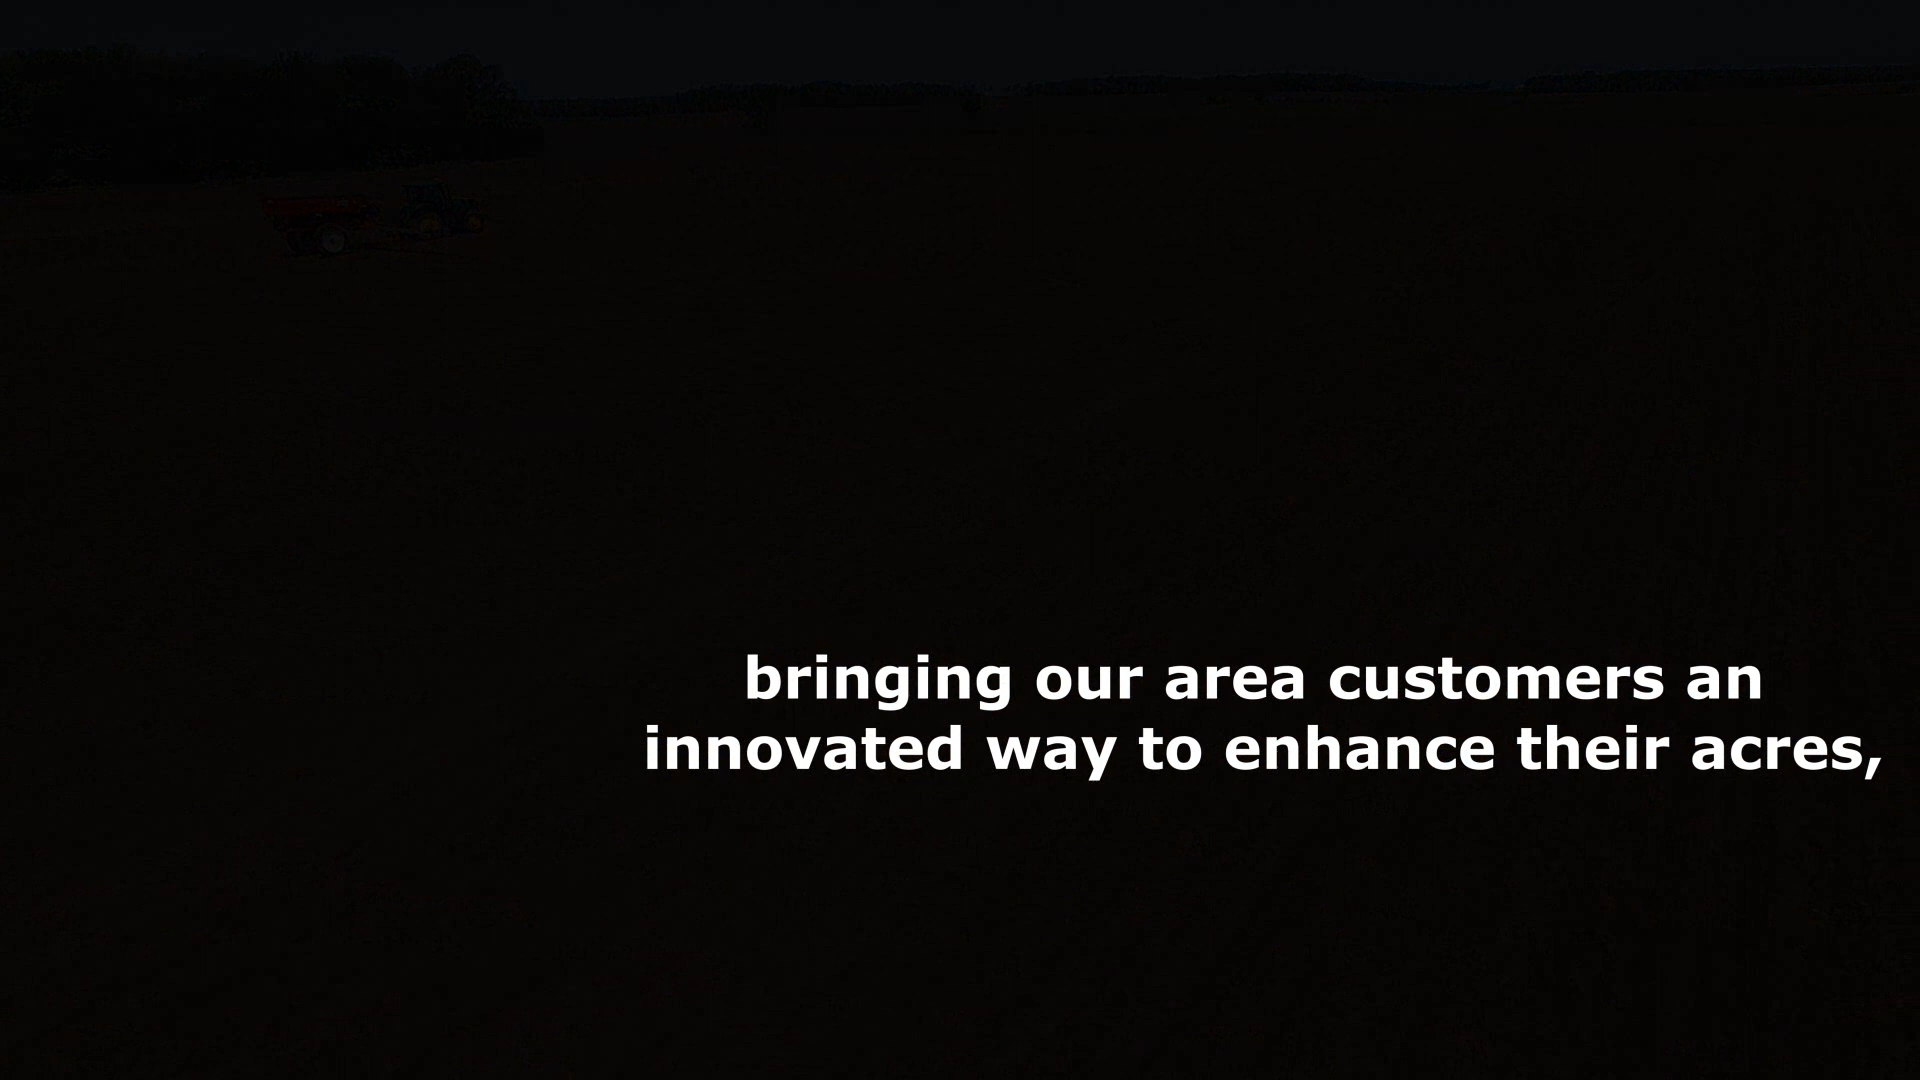 bringing our area customers an
innovated way to enhance their acres,